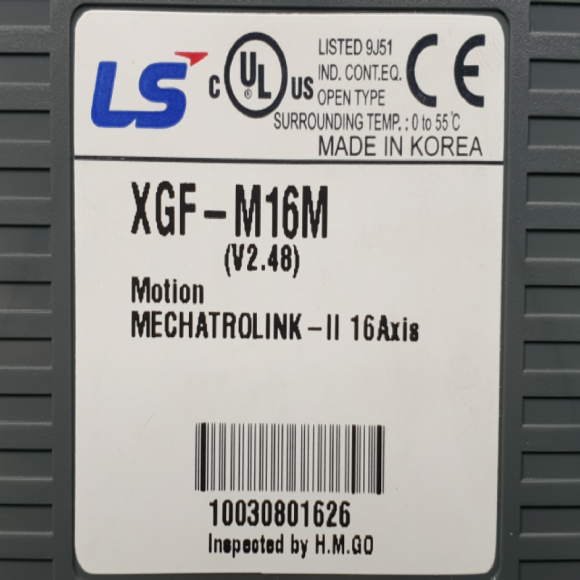 LS
C UL ® US
LISTED 9J51
IND. CONT.EQ.
OPEN TYPE
CE
SURROUNDING TEMP. : 0 to 55℃
MADE IN KOREA
XGF-M16M
(V2.48)
Motion
MECHATROLINK-II 16Axis
10030801626
Inspected by H.M.GO